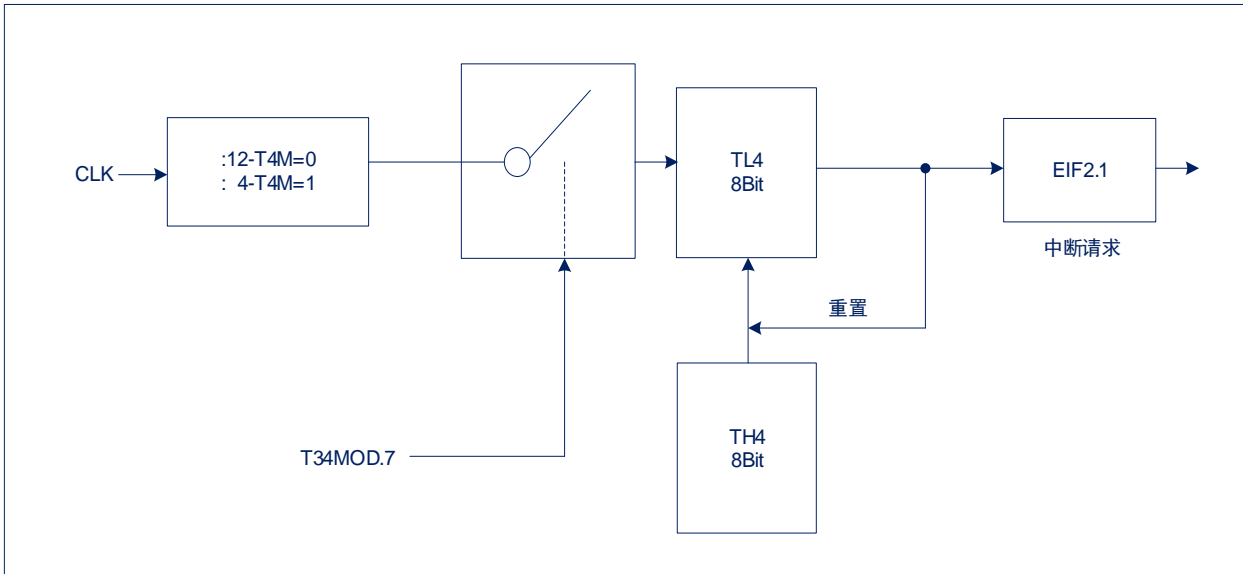 CLK
:12-T4M=0
: 4-T4M=1
TL4
8Bit
EIF2.1
中断请求
重置
TH4
8Bit
T34MOD.7